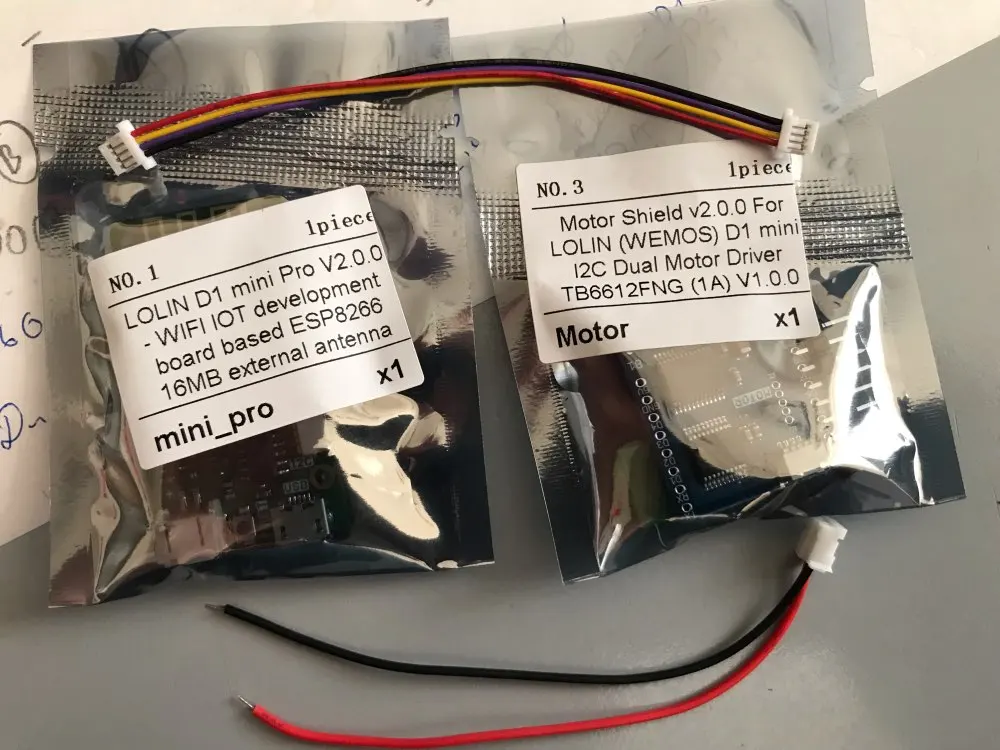 NO. 1 1piece
LOLIN D1 mini Pro V2.0.0
- WIFI IOT development
board based ESP8266
16MB external antenna
x1
mini_pro
USB
NO. 3 1piece
Motor Shield v2.0.0 For
LOLIN (WEMOS) D1 mini
I2C Dual Motor Driver
TB6612FNG (1A) V1.0.0
Motor x1
MOTOR
B